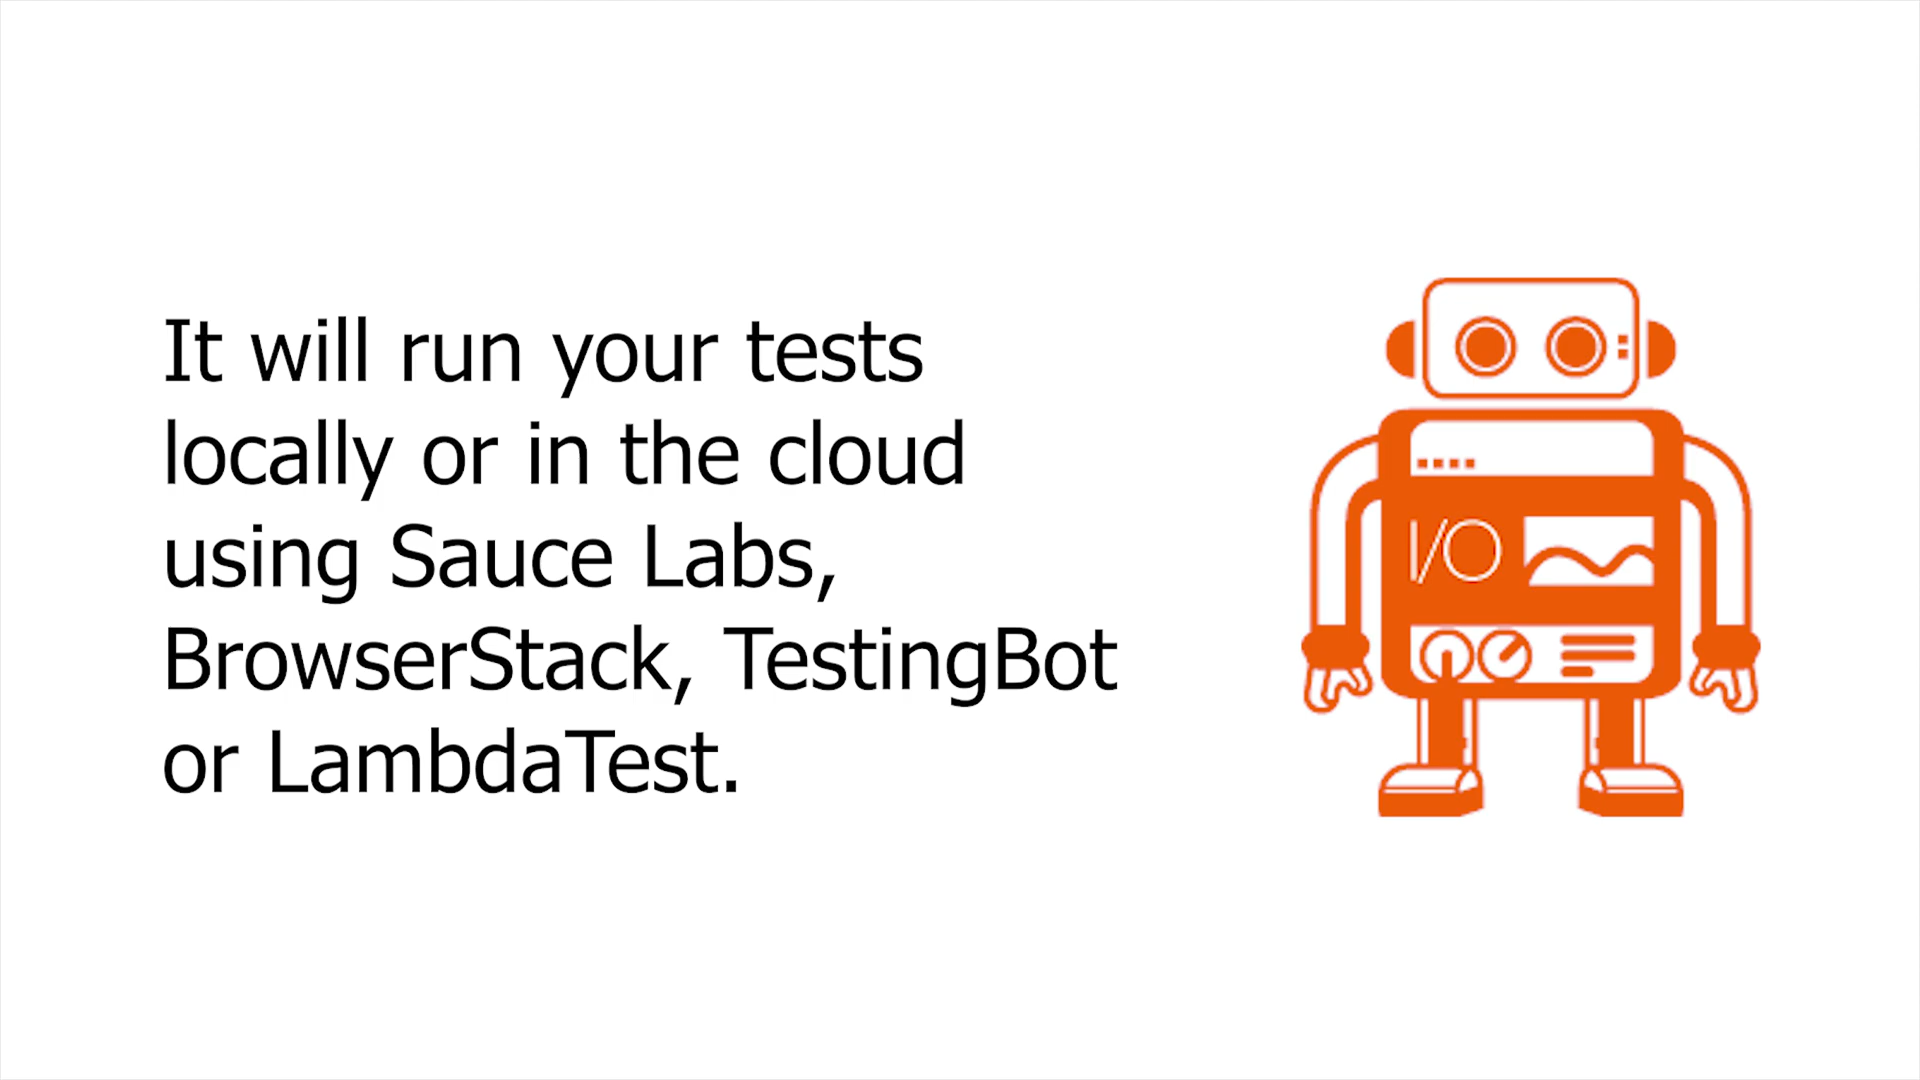 It will run your tests
locally or in the cloud
using Sauce Labs,
BrowserStack, TestingBot
or LambdaTest.
I/O